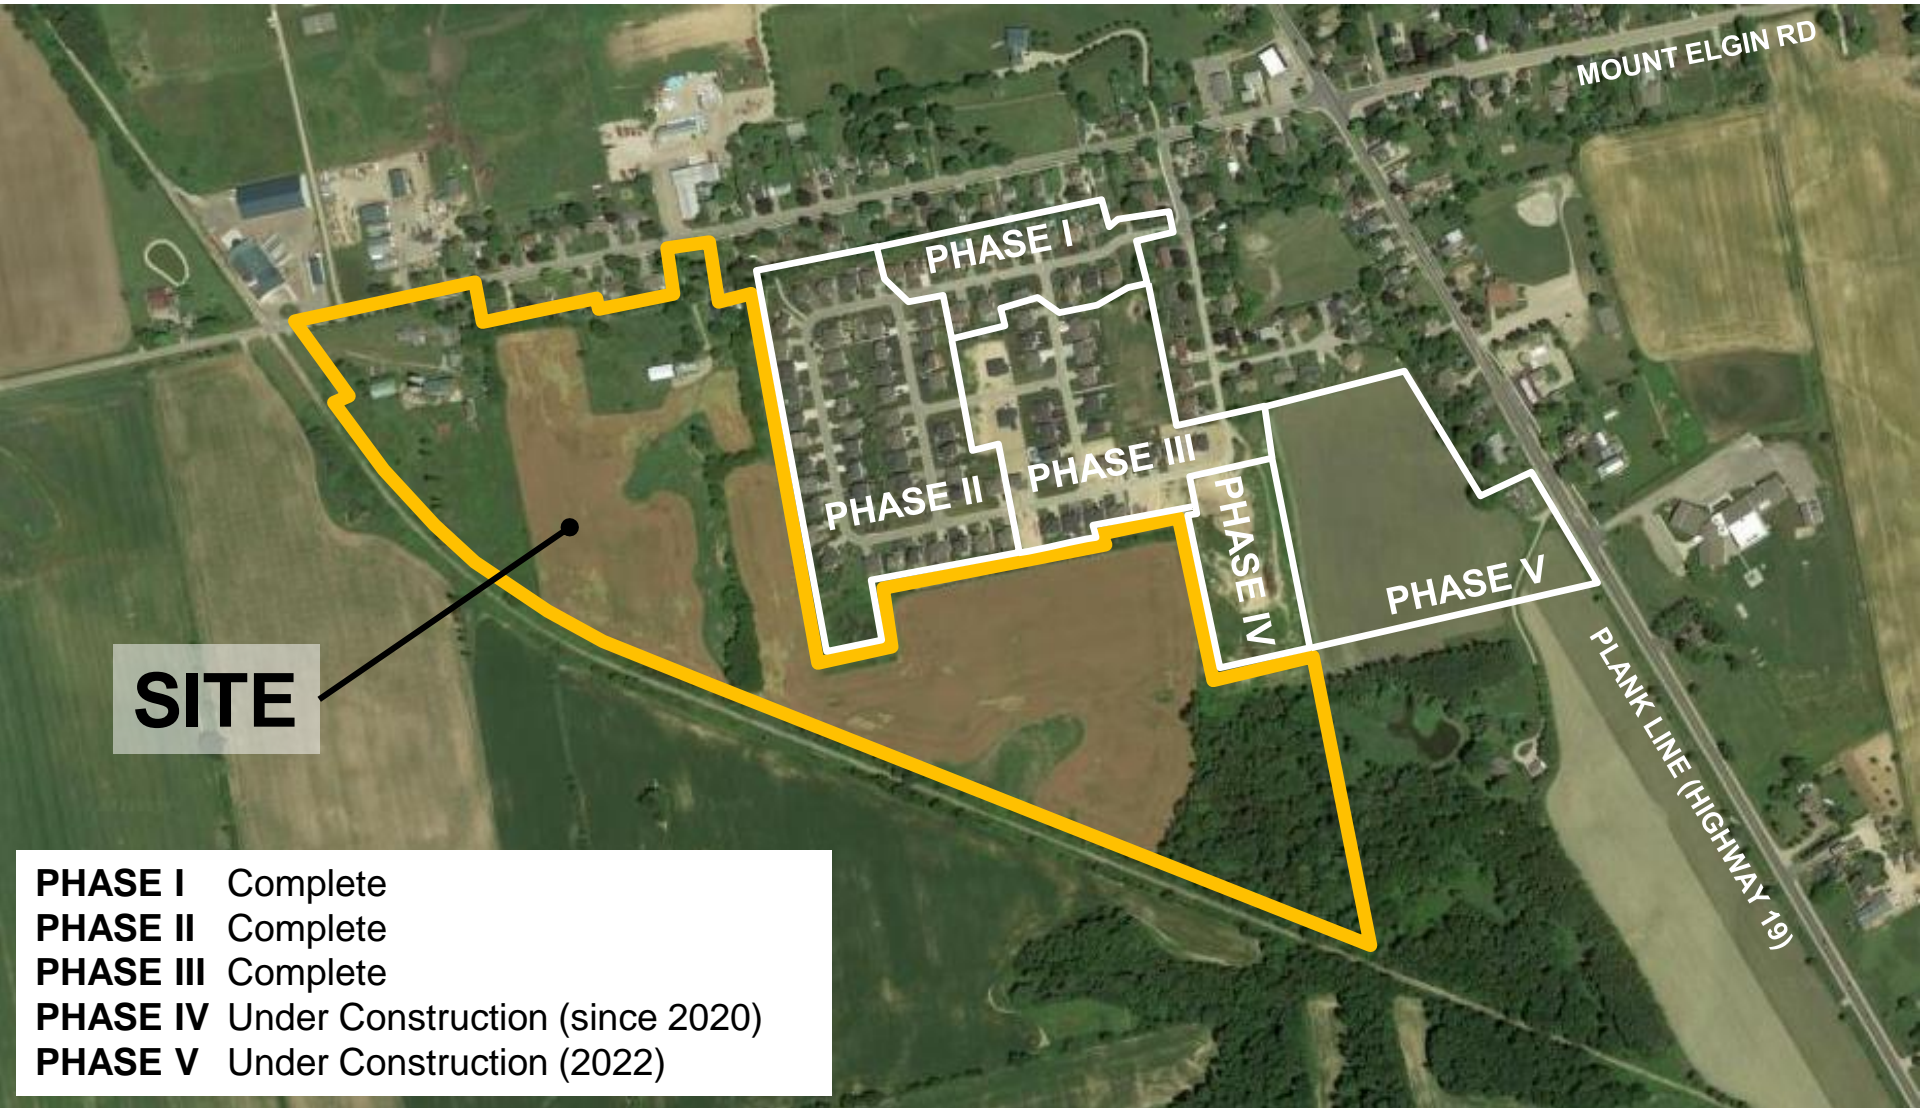 MOUNT ELGIN RD
PHASE I
PHASE II
PHASE III
PHASE IV
PHASE V
PLANK LINE (HIGHWAY 19)
SITE
PHASE I Complete
PHASE II Complete
PHASE III Complete
PHASE IV Under Construction (since 2020)
PHASE V Under Construction (2022)